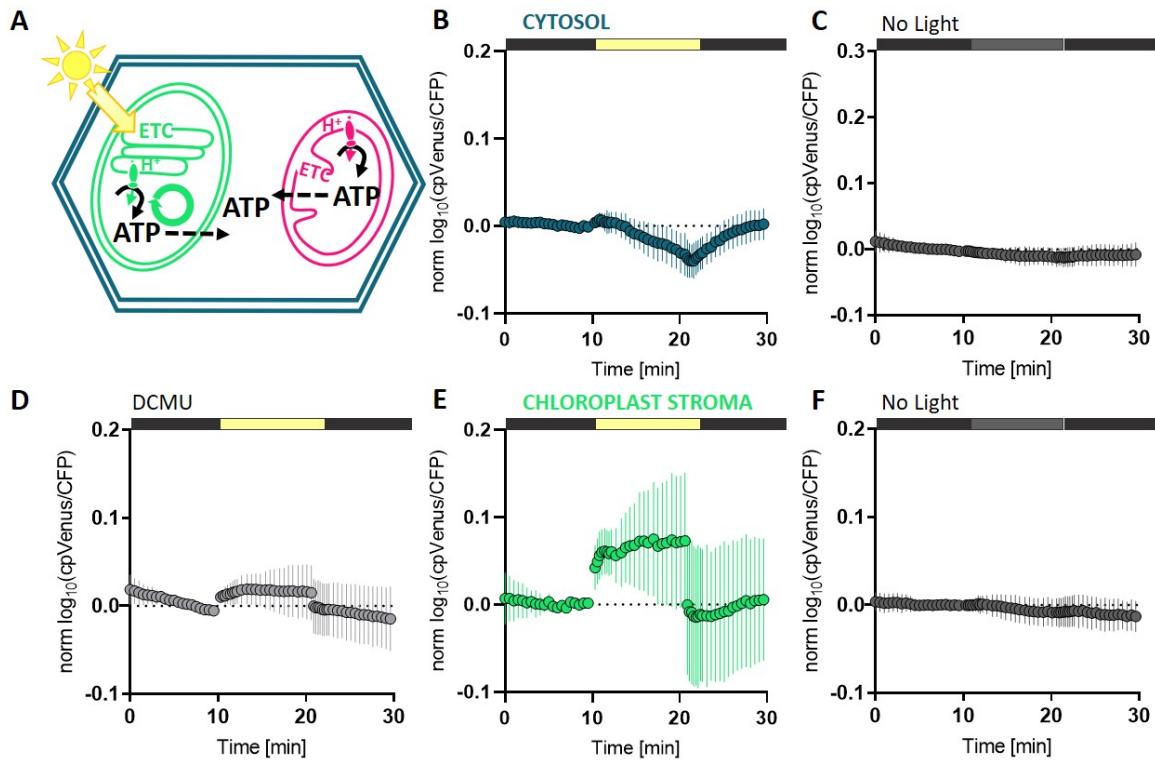 A
ETC
H+
ATP
ATP
H+
ETC
ATP
B
CYTOSOL
norm log10(cpVenus/CFP)
0.2
0.1
0.0
-0.1
0
10
20
30
Time [min]
C
No Light
norm log10(cpVenus/CFP)
0.3
0.2
0.1
0.0
-0.1
0
10
20
30
Time [min]
D
DCMU
norm log10(cpVenus/CFP)
0.2
0.1
0.0
-0.1
0
10
20
30
Time [min]
E
CHLOROPLAST STROMA
norm log10(cpVenus/CFP)
0.2
0.1
0.0
-0.1
0
10
20
30
Time [min]
F
No Light
norm log10(cpVenus/CFP)
0.2
0.1
0.0
-0.1
0
10
20
30
Time [min]